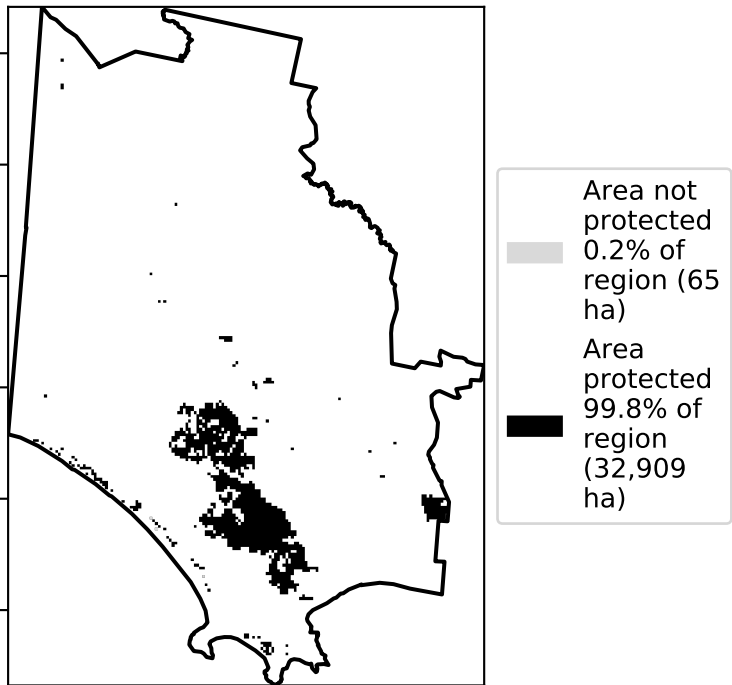 Area not
protected
0.2% of
region (65
ha)
Area
protected
99.8% of
region
(32,909
ha)